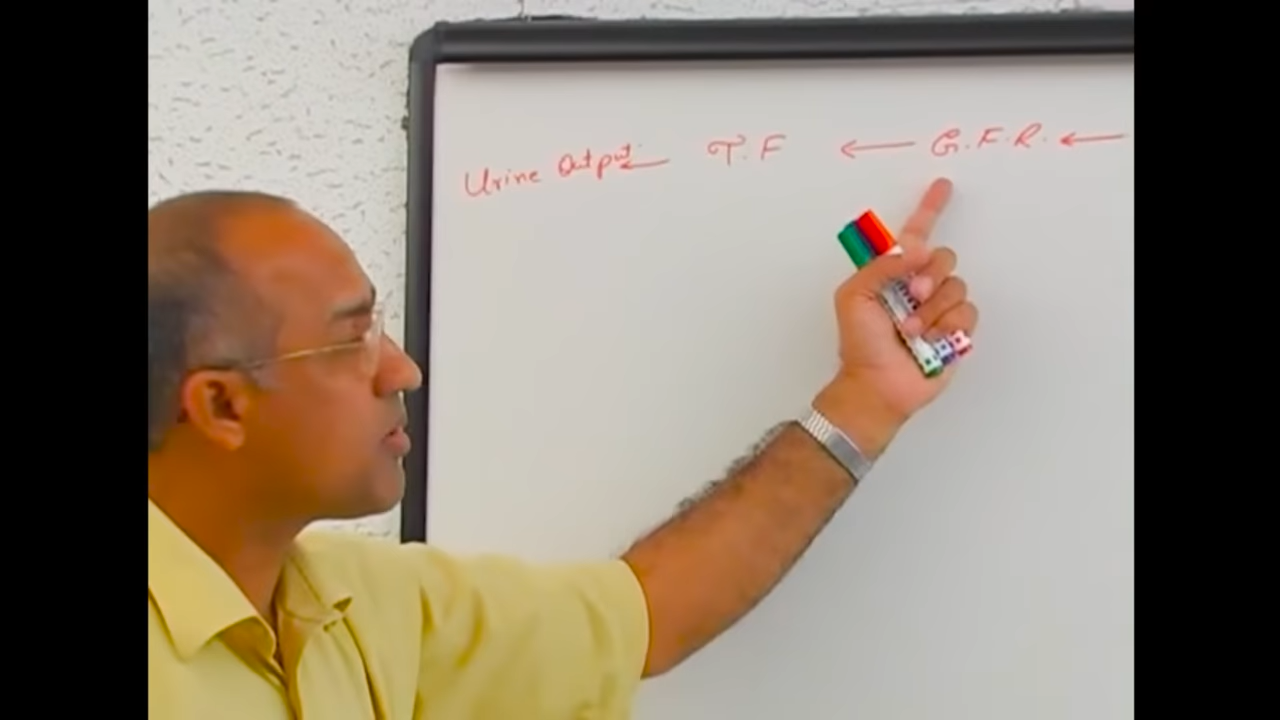 Urine Output ← T.F ← G.F.R. ←